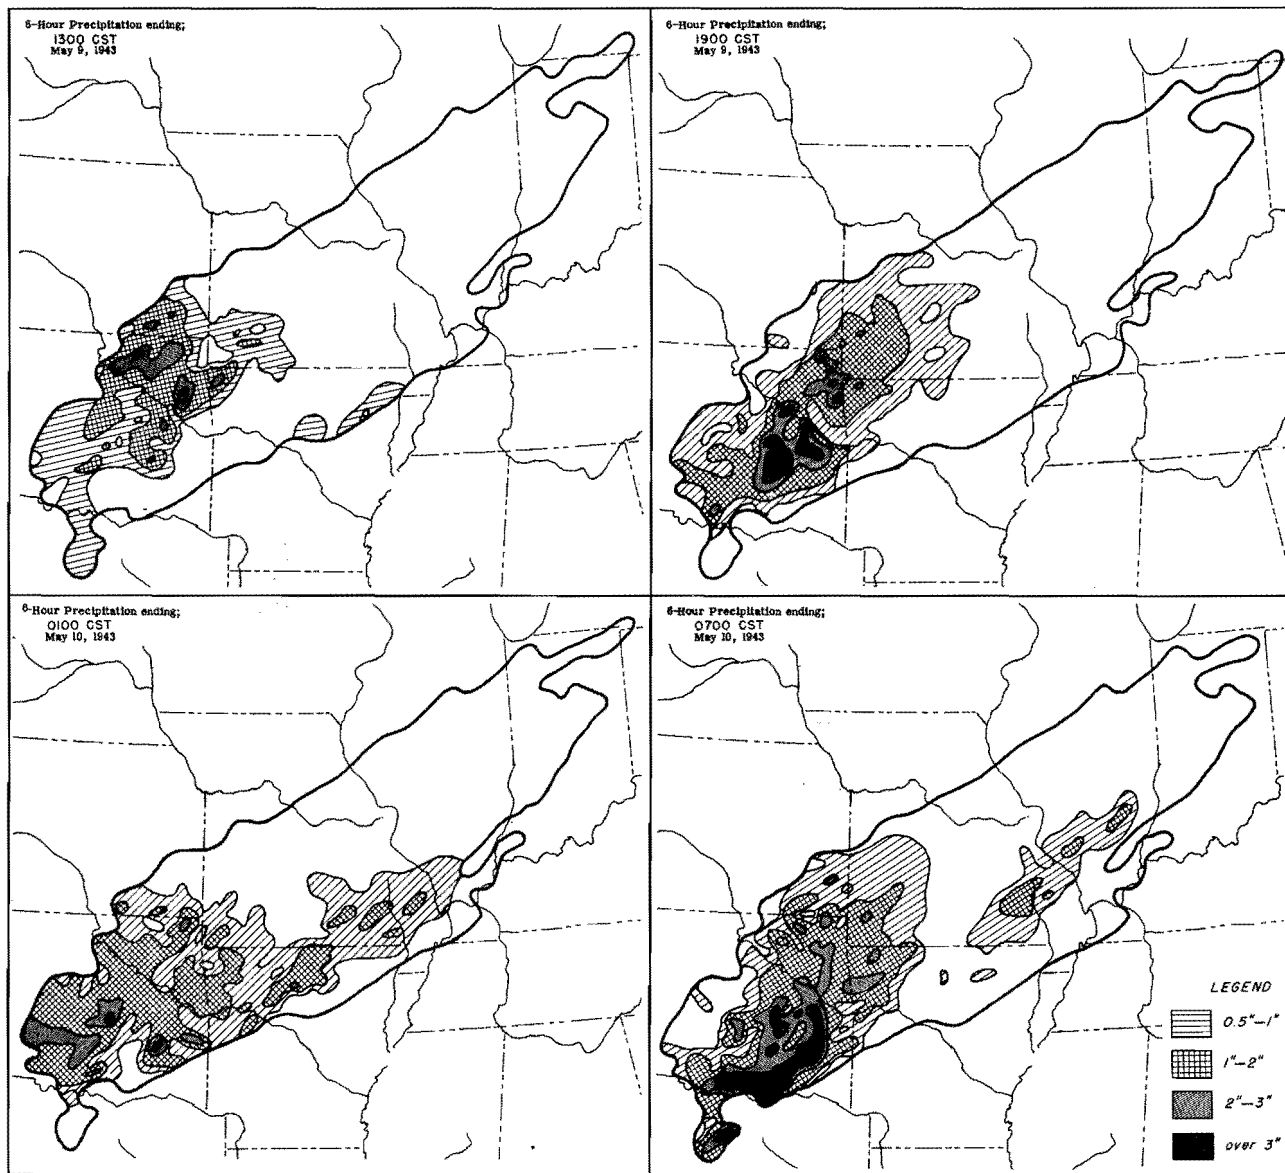 6-Hour Precipitation ending;
1300 CST
May 9, 1943
6-Hour Precipitation ending;
1900 CST
May 9, 1943
6-Hour Precipitation ending;
0100 CST
May 10, 1943
6-Hour Precipitation ending;
0700 CST
May 10, 1943
LEGEND
0.5"-1"
1"-2"
2"-3"
over 3"